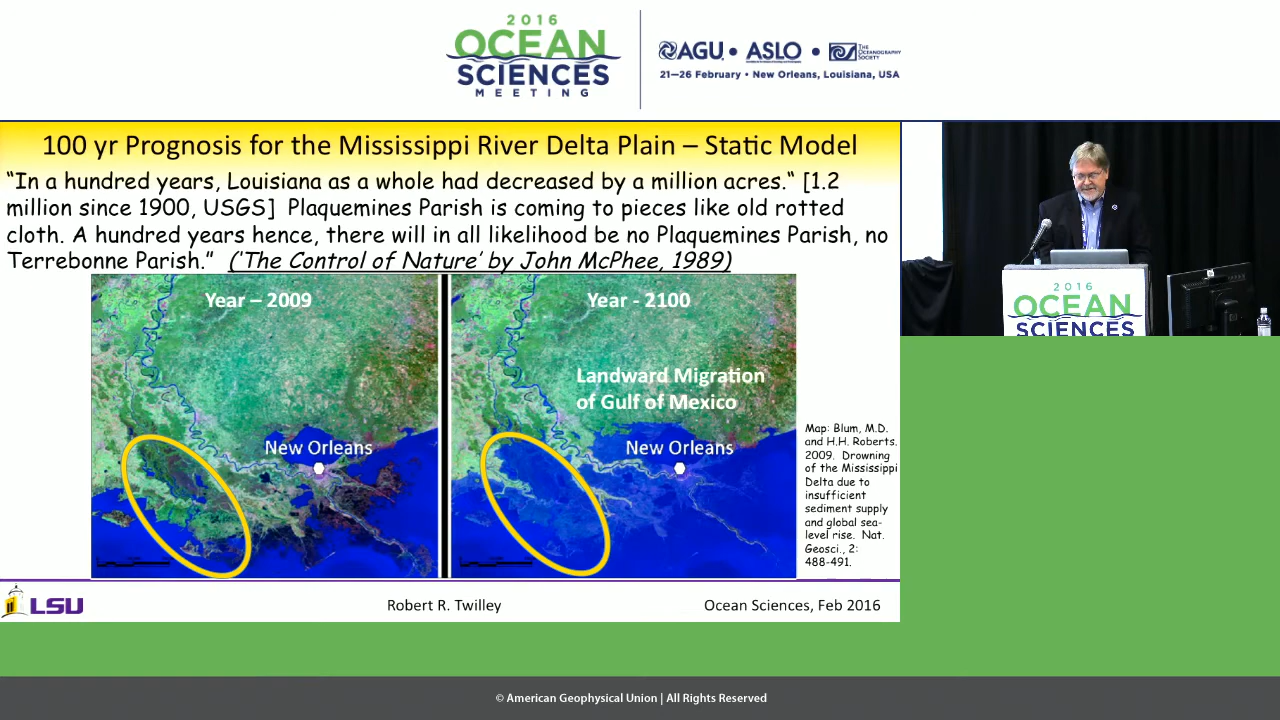 2016
OCEAN
SCIENCES
MEETING
AGU • ASLO • THE OCEANOGRAPHY SOCIETY
21—26 February • New Orleans, Louisiana, USA
100 yr Prognosis for the Mississippi River Delta Plain – Static Model
“In a hundred years, Louisiana as a whole had decreased by a million acres.“ [1.2
million since 1900, USGS]  Plaquemines Parish is coming to pieces like old rotted
cloth. A hundred years hence, there will in all likelihood be no Plaquemines Parish, no
Terrebonne Parish.”  (‘The Control of Nature’ by John McPhee, 1989)
Year – 2009
New Orleans
Year - 2100
Landward Migration
of Gulf of Mexico
New Orleans
Map: Blum, M.D.
and H.H. Roberts.
2009.  Drowning
of the Mississippi
Delta due to
insufficient
sediment supply
and global sea-
level rise.  Nat.
Geosci., 2:
488-491.
LSU
Robert R. Twilley
Ocean Sciences, Feb 2016
2016
OCEAN
SCIENCES
© American Geophysical Union | All Rights Reserved